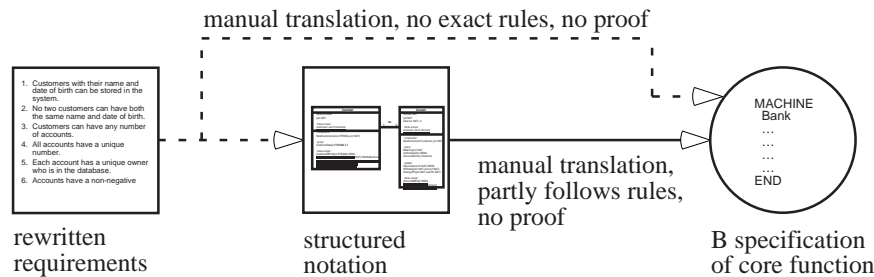 manual translation, no exact rules, no proof
1. Customers with their name and
date of birth can be stored in the
system.
2. No two customers can have both
the same name and date of birth.
3. Customers can have any number
of accounts.
4. All accounts have a unique
number.
5. Each account has a unique owner
who is in the database.
6. Accounts have a non-negative
MACHINE
Bank
...
...
...
...
END
manual translation,
partly follows rules,
no proof
rewritten
requirements
structured
notation
B specification
of core function